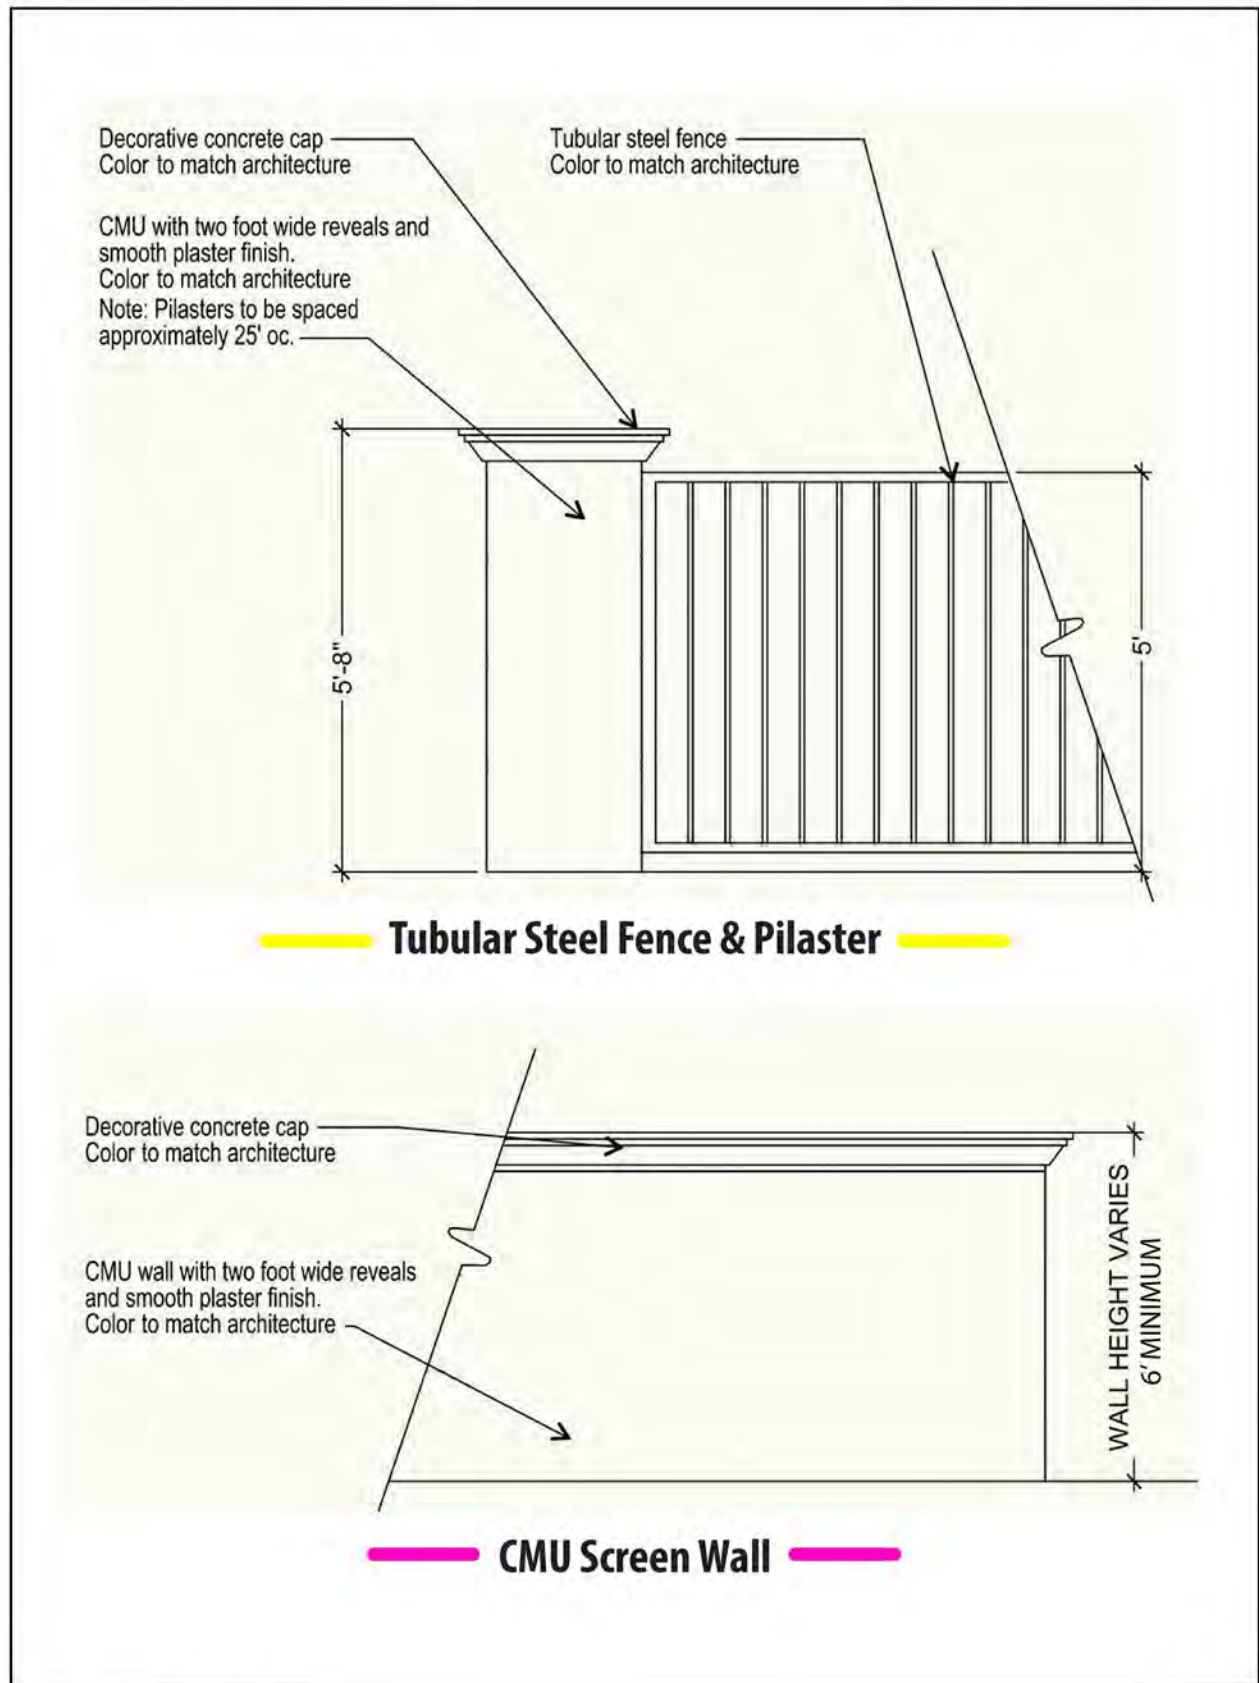 Decorative concrete cap
Color to match architecture
Tubular steel fence
Color to match architecture
CMU with two foot wide reveals and
smooth plaster finish.
Color to match architecture
Note: Pilasters to be spaced
approximately 25' oc.
5'-8"
5'
Tubular Steel Fence & Pilaster
Decorative concrete cap
Color to match architecture
CMU wall with two foot wide reveals
and smooth plaster finish.
Color to match architecture
WALL HEIGHT VARIES
6' MINIMUM
CMU Screen Wall